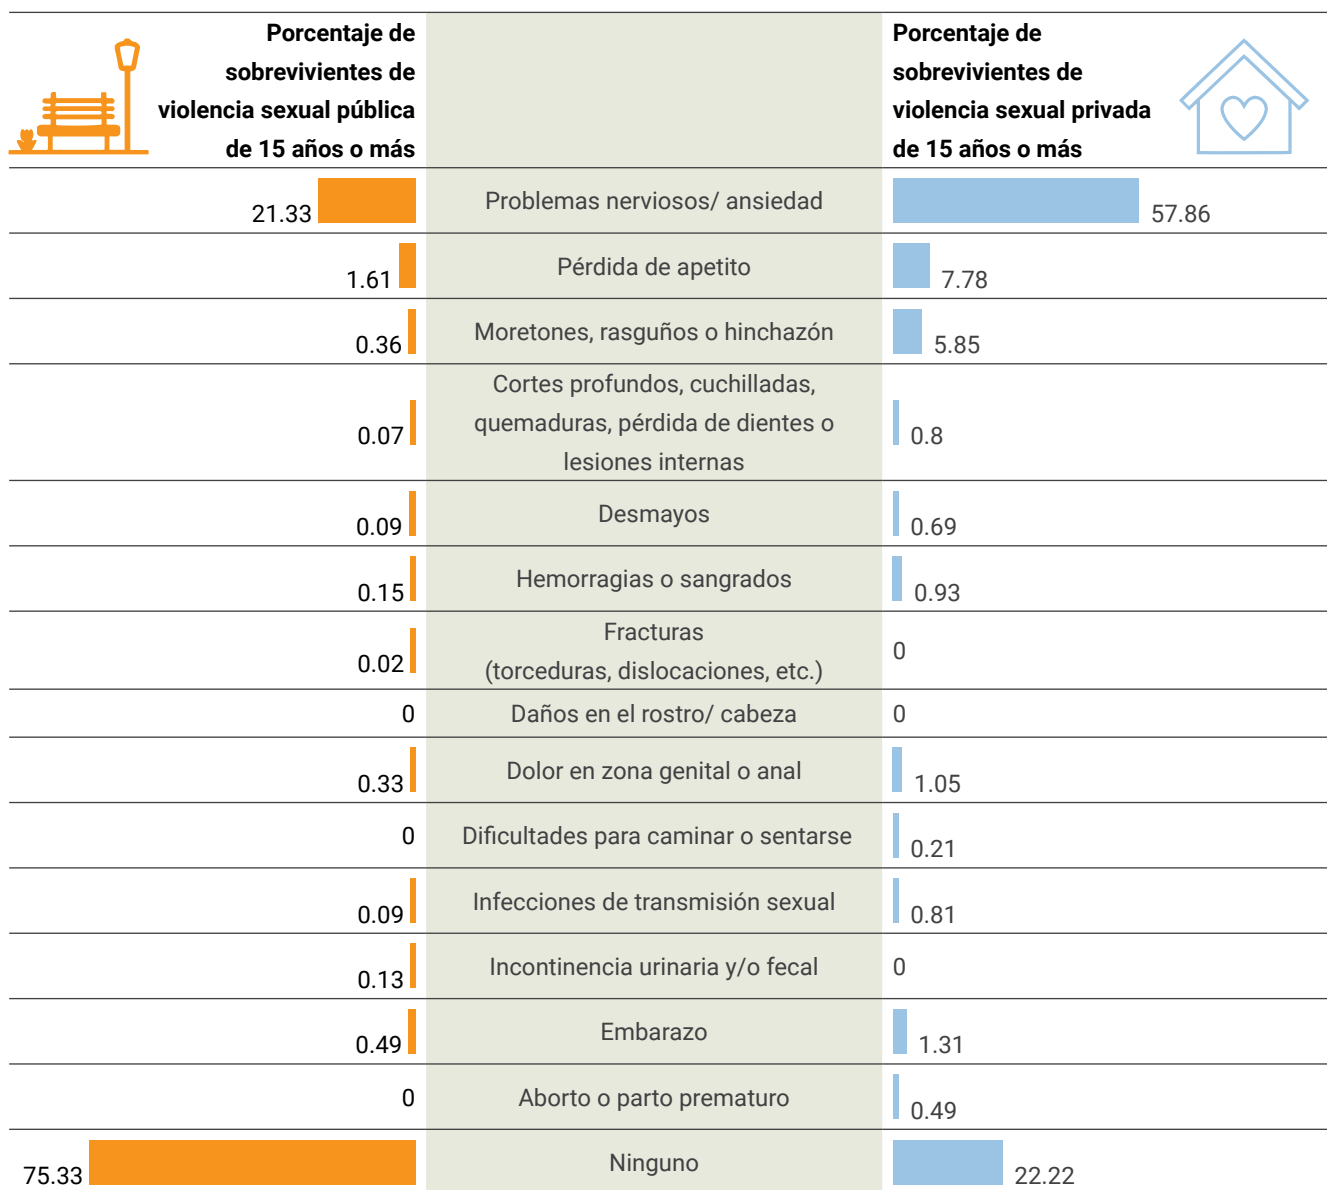 Porcentaje de
sobrevivientes de
violencia sexual pública
de 15 años o más
Porcentaje de
sobrevivientes de
violencia sexual privada
de 15 años o más
21.33 Problemas nerviosos/ ansiedad 57.86
1.61 Pérdida de apetito 7.78
0.36 Moretones, rasguños o hinchazón 5.85
Cortes profundos, cuchilladas,
0.07 quemaduras, pérdida de dientes o 0.8
lesiones internas
0.09 Desmayos 0.69
0.15 Hemorragias o sangrados 0.93
Fracturas
0.02 (torceduras, dislocaciones, etc.) 0
0 Daños en el rostro/ cabeza 0
0.33 Dolor en zona genital o anal 1.05
0 Dificultades para caminar o sentarse 0.21
0.09 Infecciones de transmisión sexual 0.81
0.13 Incontinencia urinaria y/o fecal 0
0.49 Embarazo 1.31
0 Aborto o parto prematuro 0.49
75.33 Ninguno 22.22